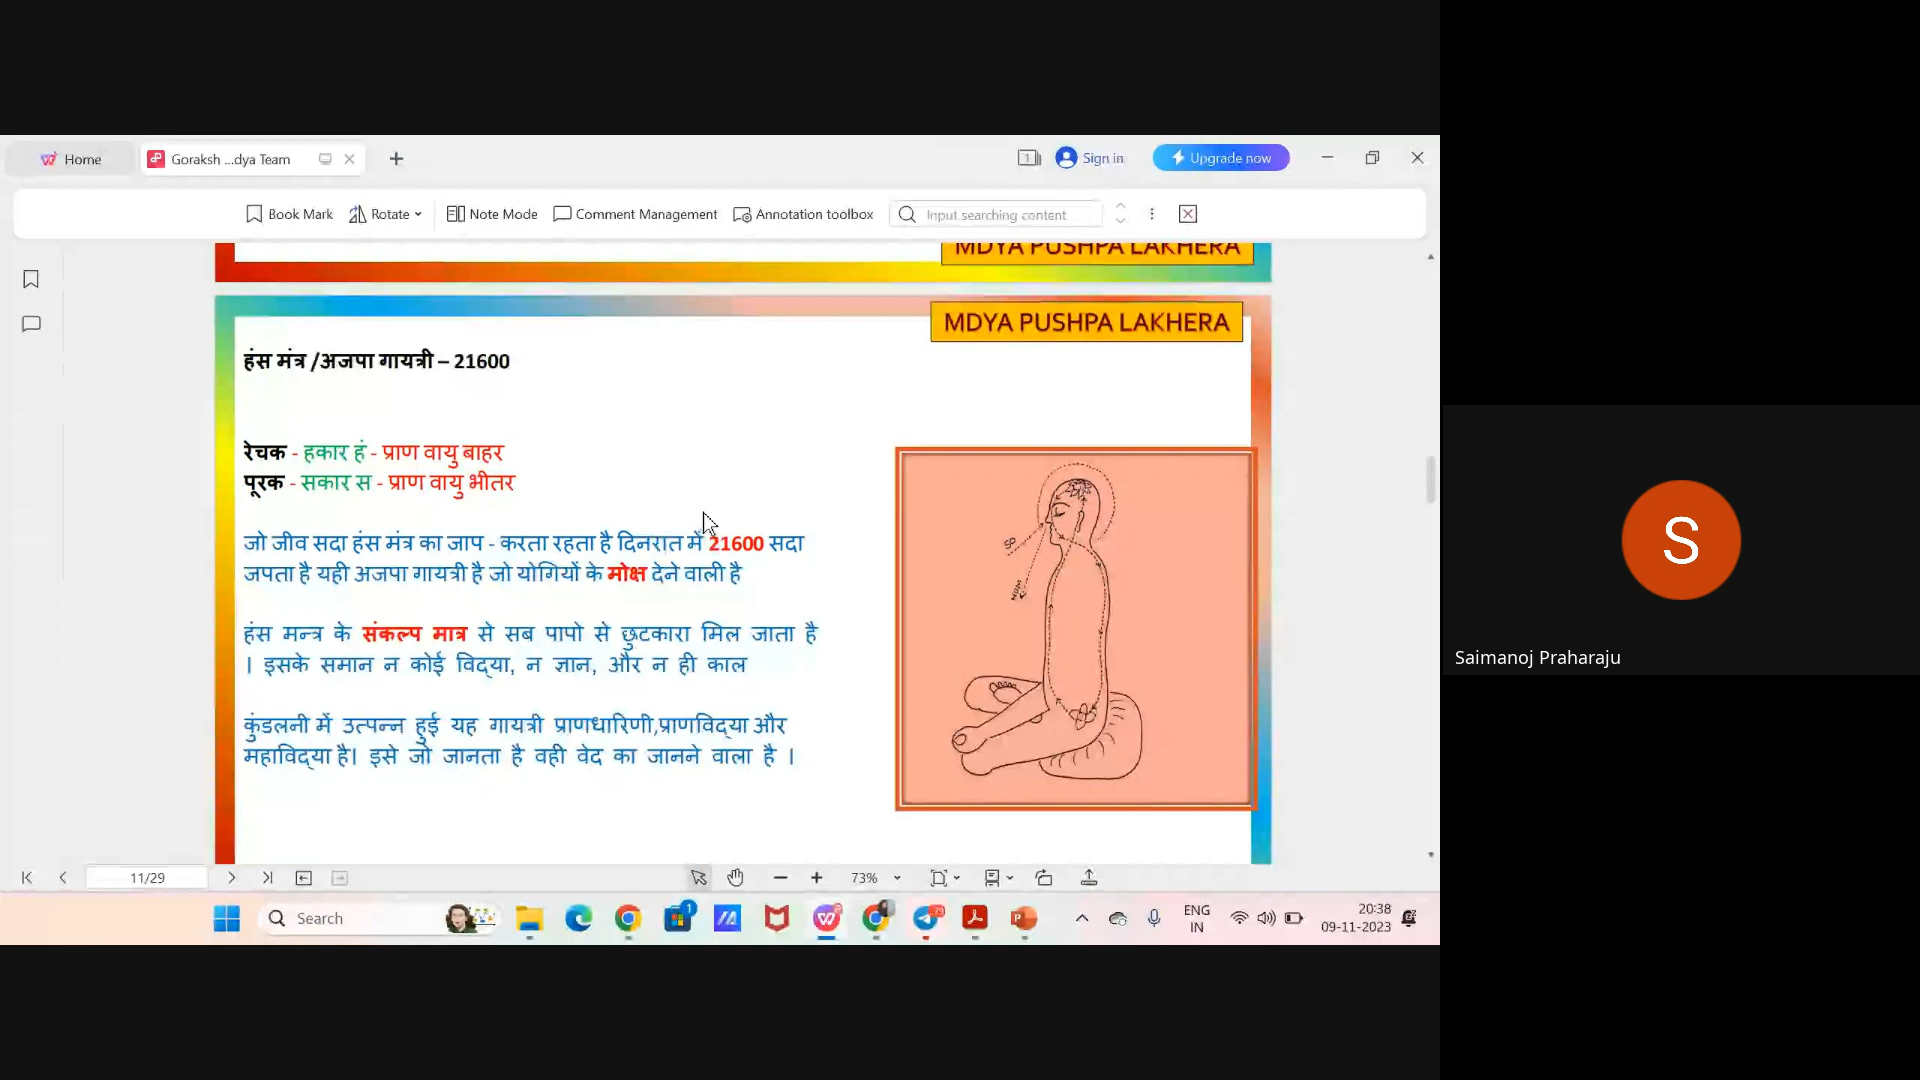 Home
Goraksh ...dya Team
1
Sign in
Upgrade now
Book Mark
Rotate
Note Mode
Comment Management
Annotation toolbox
Input searching content
MDYA PUSHPA LAKHERA
MDYA PUSHPA LAKHERA
हंस मंत्र /अजपा गायत्री – 21600
रेचक - हकार हं - प्राण वायु बाहर
पूरक - सकार स - प्राण वायु भीतर
जो जीव सदा हंस मंत्र का जाप - करता रहता है दिनरात में 21600 सदा
जपता है यही अजपा गायत्री है जो योगियों के मोक्ष देने वाली है
हंस मन्त्र के संकल्प मात्र से सब पापो से छुटकारा मिल जाता है
| इसके समान न कोई विद्या, न ज्ञान, और न ही काल
कुंडलनी में उत्पन्न हुई यह गायत्री प्राणधारिणी,प्राणविद्या और
महाविद्या है। इसे जो जानता है वही वेद का जानने वाला है ।
SO
S
Saimanoj Praharaju
11/29
73%
Search
1
ENG
IN
20:38
09-11-2023